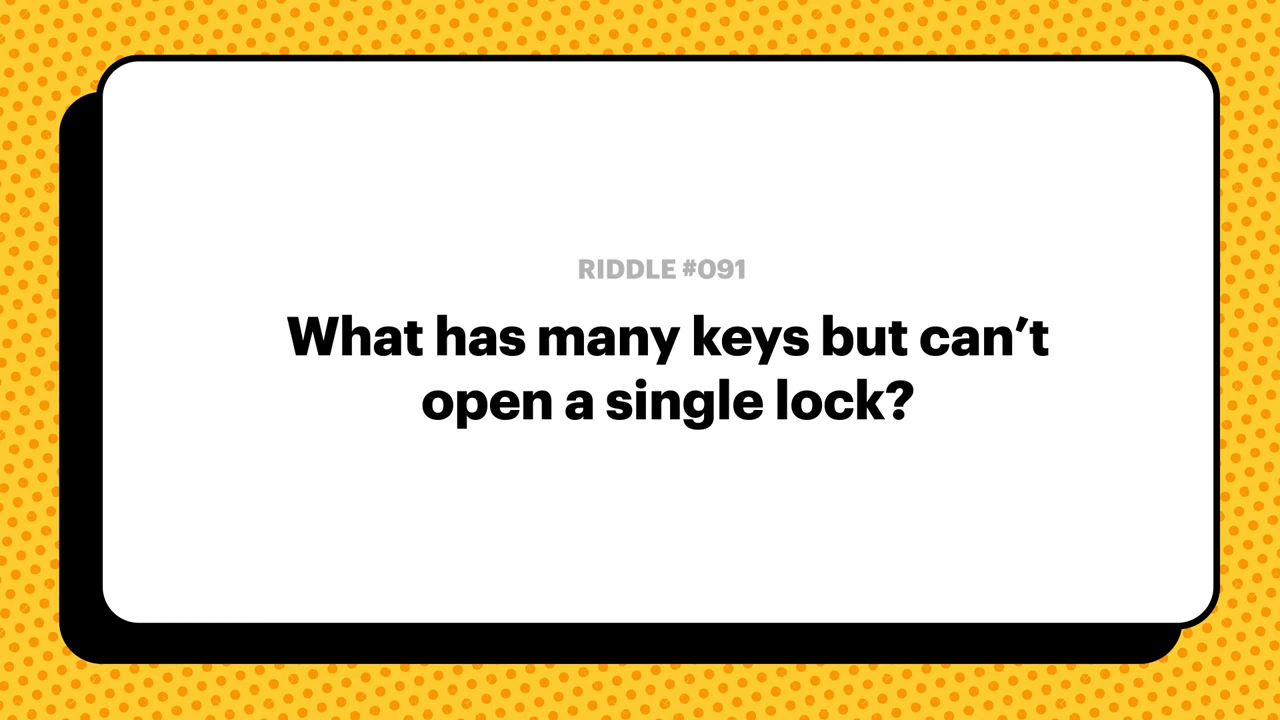 RIDDLE #091
What has many keys but can’t
open a single lock?